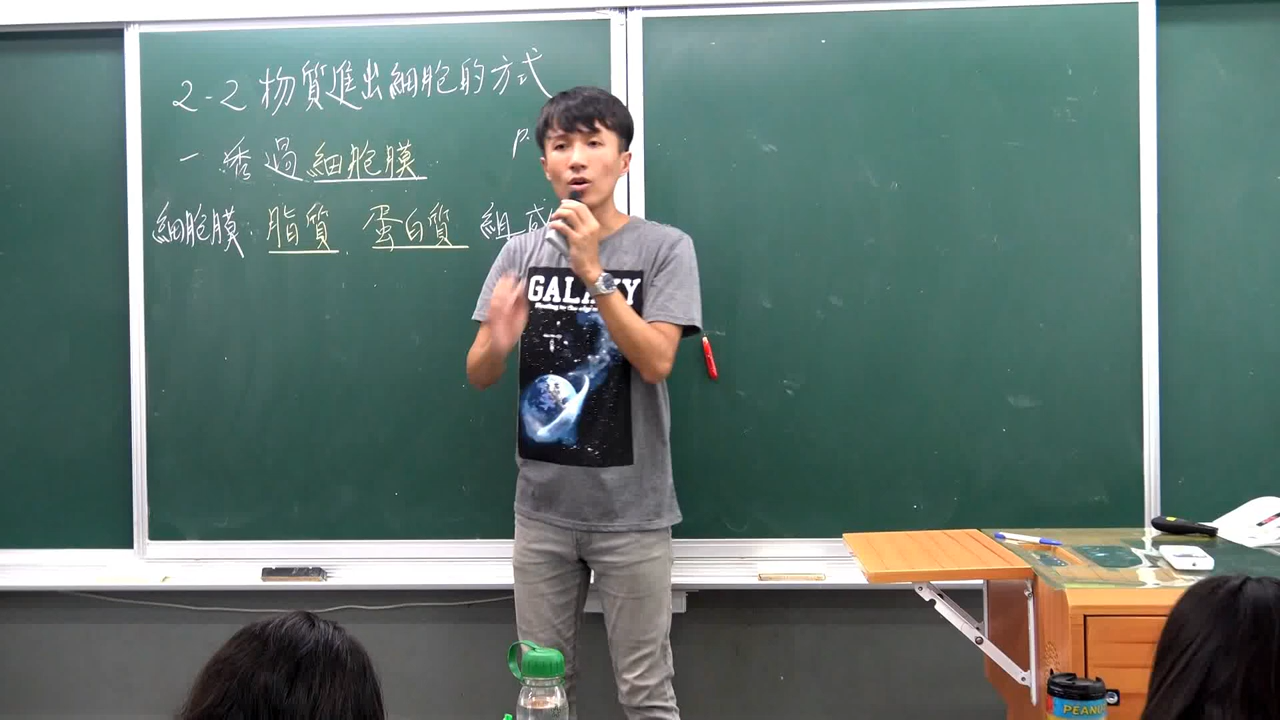 2-2 物質進出細胞的方式
P.
一 透過細胞膜
細胞膜：脂質、蛋白質 組成
GALAXY
PEANU